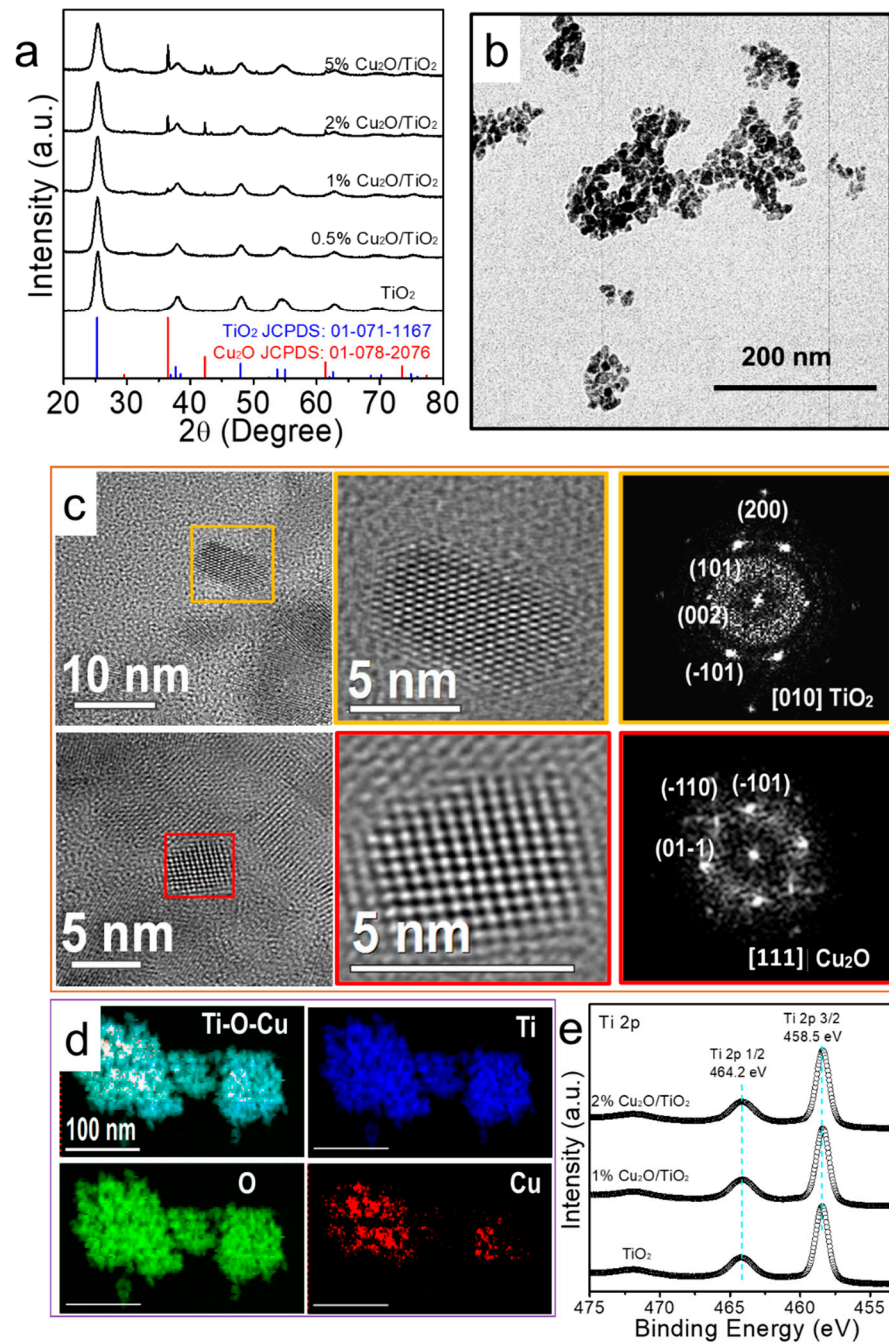 a
Intensity (a.u.)
5% Cu₂O/TiO₂
2% Cu₂O/TiO₂
1% Cu₂O/TiO₂
0.5% Cu₂O/TiO₂
TiO₂
TiO₂ JCPDS: 01-071-1167
Cu₂O JCPDS: 01-078-2076
20 30 40 50 60 70 80
2θ (Degree)
b
200 nm
c
10 nm
5 nm
(200)
(101)
(002)
(-101)
[010] TiO₂
5 nm
5 nm
(-110) (-101)
(01-1)
[111] Cu₂O
d
Ti-O-Cu
100 nm
Ti
O
Cu
e
Ti 2p
Ti 2p 3/2
458.5 eV
Ti 2p 1/2
464.2 eV
2% Cu₂O/TiO₂
1% Cu₂O/TiO₂
TiO₂
Intensity (a.u.)
475 470 465 460 455
Binding Energy (eV)